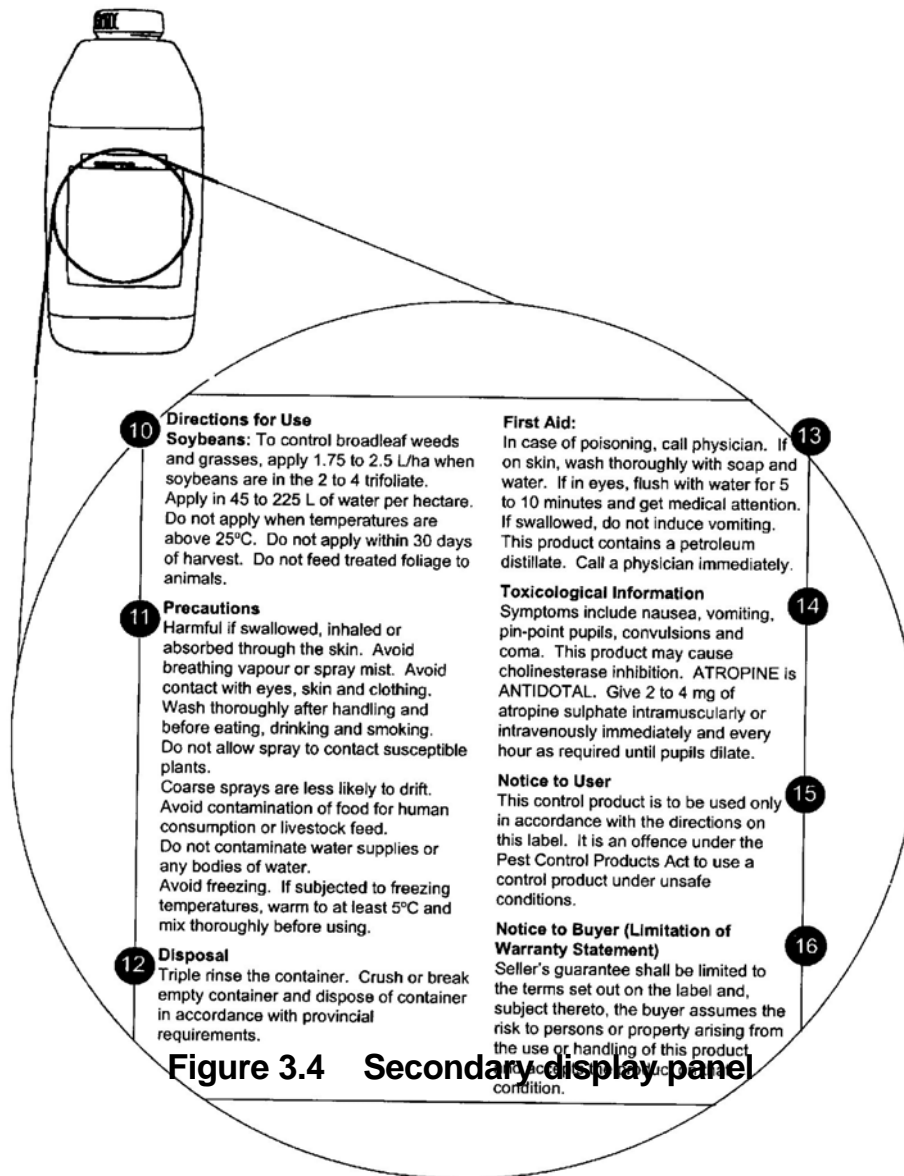 10
Directions for Use
Soybeans: To control broadleaf weeds
and grasses, apply 1.75 to 2.5 L/ha when
soybeans are in the 2 to 4 trifoliate.
Apply in 45 to 225 L of water per hectare.
Do not apply when temperatures are
above 25°C. Do not apply within 30 days
of harvest. Do not feed treated foliage to
animals.
11
Precautions
Harmful if swallowed, inhaled or
absorbed through the skin. Avoid
breathing vapour or spray mist. Avoid
contact with eyes, skin and clothing.
Wash thoroughly after handling and
before eating, drinking and smoking.
Do not allow spray to contact susceptible
plants.
Coarse sprays are less likely to drift.
Avoid contamination of food for human
consumption or livestock feed.
Do not contaminate water supplies or
any bodies of water.
Avoid freezing. If subjected to freezing
temperatures, warm to at least 5°C and
mix thoroughly before using.
12
Disposal
Triple rinse the container. Crush or break
empty container and dispose of container
in accordance with provincial
requirements.
First Aid:
13
In case of poisoning, call physician. If
on skin, wash thoroughly with soap and
water. If in eyes, flush with water for 5
to 10 minutes and get medical attention.
If swallowed, do not induce vomiting.
This product contains a petroleum
distillate. Call a physician immediately.
Toxicological Information
14
Symptoms include nausea, vomiting,
pin-point pupils, convulsions and
coma. This product may cause
cholinesterase inhibition. ATROPINE is
ANTIDOTAL. Give 2 to 4 mg of
atropine sulphate intramuscularly or
intravenously immediately and every
hour as required until pupils dilate.
Notice to User
15
This control product is to be used only
in accordance with the directions on
this label. It is an offence under the
Pest Control Products Act to use a
control product under unsafe
conditions.
Notice to Buyer (Limitation of
Warranty Statement)
16
Seller's guarantee shall be limited to
the terms set out on the label and,
subject thereto, the buyer assumes the
risk to persons or property arising from
the use or handling of this product
and accepts the product on that
condition.
Figure 3.4 Secondary display panel